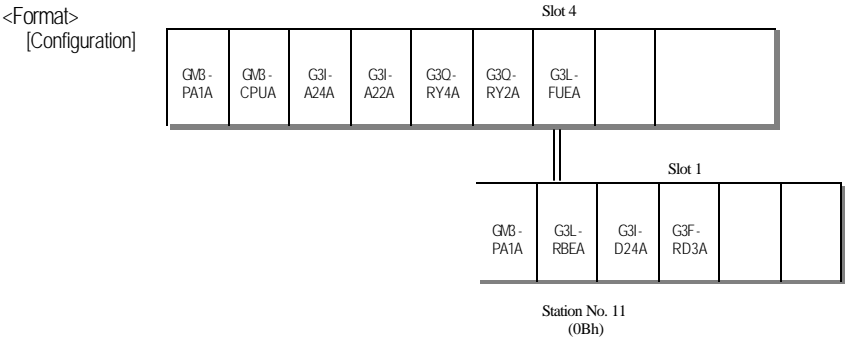 <Format>
[Configuration]
Slot 4
GM3 -
PA1A
GM3 -
CPUA
G3I -
A24A
G3I -
A22A
G3Q -
RY4A
G3Q -
RY2A
G3L -
FUEA
Slot 1
GM3 -
PA1A
G3L -
RBEA
G3I -
D24A
G3F -
RD3A
Station No. 11
(0Bh)